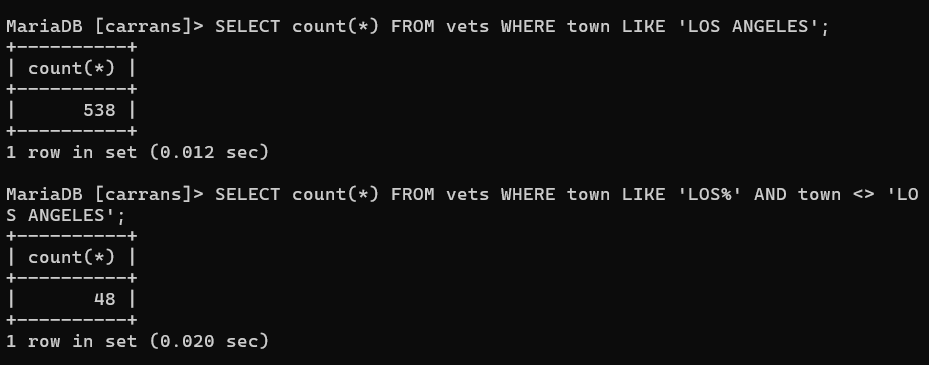 MariaDB [carrans]> SELECT count(*) FROM vets WHERE town LIKE 'LOS ANGELES';
+----------+
| count(*) |
+----------+
|      538 |
+----------+
1 row in set (0.012 sec)

MariaDB [carrans]> SELECT count(*) FROM vets WHERE town LIKE 'LOS%' AND town <> 'LO
S ANGELES';
+----------+
| count(*) |
+----------+
|       48 |
+----------+
1 row in set (0.020 sec)